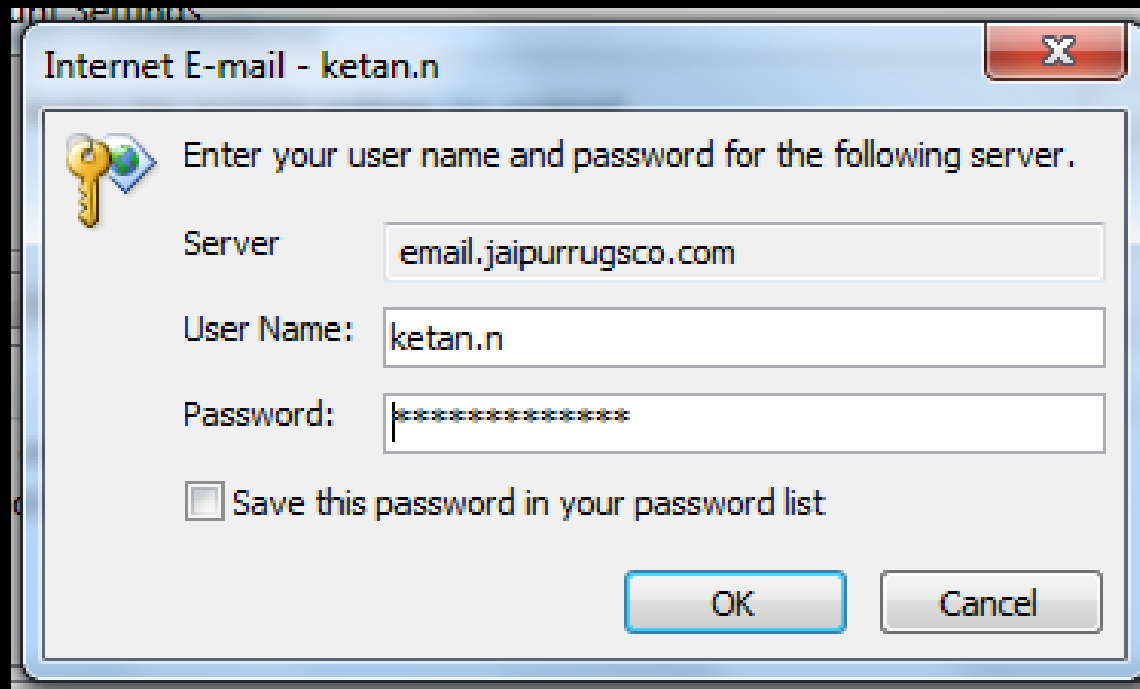 Internet E-mail - ketan.n
Enter your user name and password for the following server.
Server email.jaipurrugsco.com
User Name: ketan.n
Password: *************
Save this password in your password list
OK Cancel